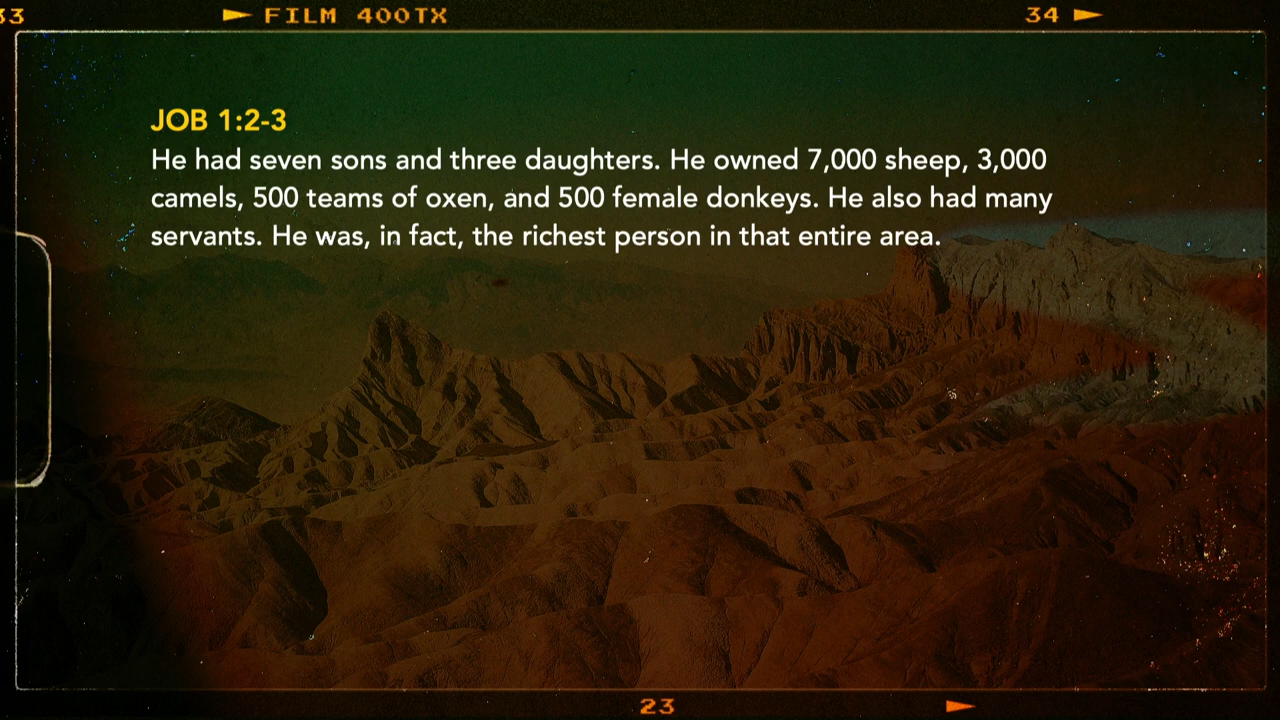 33 FILM 400TX 34
JOB 1:2-3
He had seven sons and three daughters. He owned 7,000 sheep, 3,000
camels, 500 teams of oxen, and 500 female donkeys. He also had many
servants. He was, in fact, the richest person in that entire area.
23